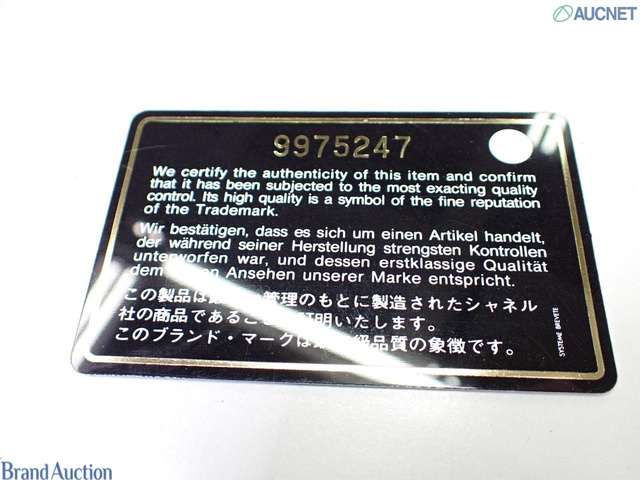 AUCNET
9975247
We certify the authenticity of this item and confirm
that it has been subjected to the most exacting quality
control. Its high quality is a symbol of the fine reputation
of the Trademark.
Wir bestätigen, dass es sich um einen Artikel handelt,
der während seiner Herstellung strengsten Kontrollen
unterworfen war, und dessen erstklassige Qualität
dem Ansehen unserer Marke entspricht.
この製品は管理のもとに製造されたシャネル
社の商品であること証明いたします。
このブランド・マークは級品質の象徴です。
SYSTEME BREVETE
Brand Auction